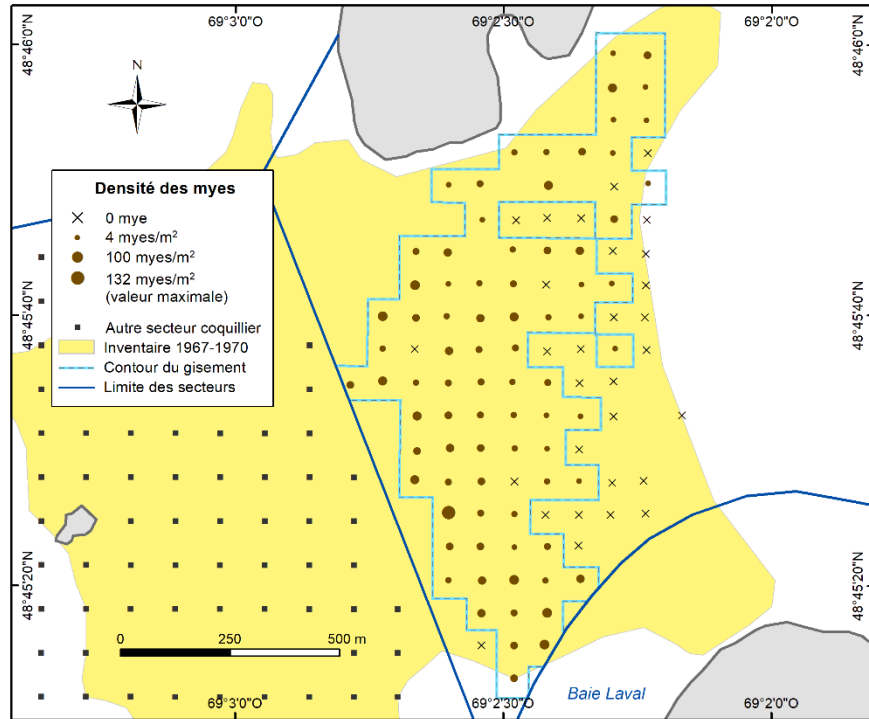 69°3'0"O
69°2'30"O
69°2'0"O
48°46'0"N
48°46'0"N
N
Densité des myes
0 mye
4 myes/m²
100 myes/m²
132 myes/m²
(valeur maximale)
Autre secteur coquillier
Inventaire 1967-1970
Contour du gisement
Limite des secteurs
48°45'40"N
48°45'40"N
48°45'20"N
48°45'20"N
0
250
500 m
Baie Laval
69°3'0"O
69°2'30"O
69°2'0"O